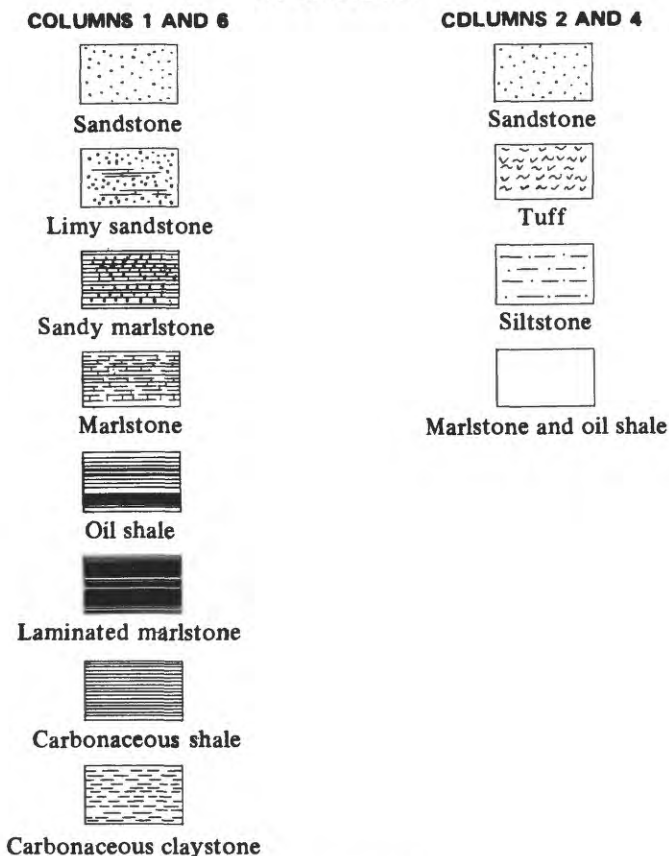 COLUMNS 1 AND 6
Sandstone
Limy sandstone
Sandy marlstone
Marlstone
Oil shale
Laminated marlstone
Carbonaceous shale
Carbonaceous claystone
CDLUMNS 2 AND 4
Sandstone
Tuff
Siltstone
Marlstone and oil shale